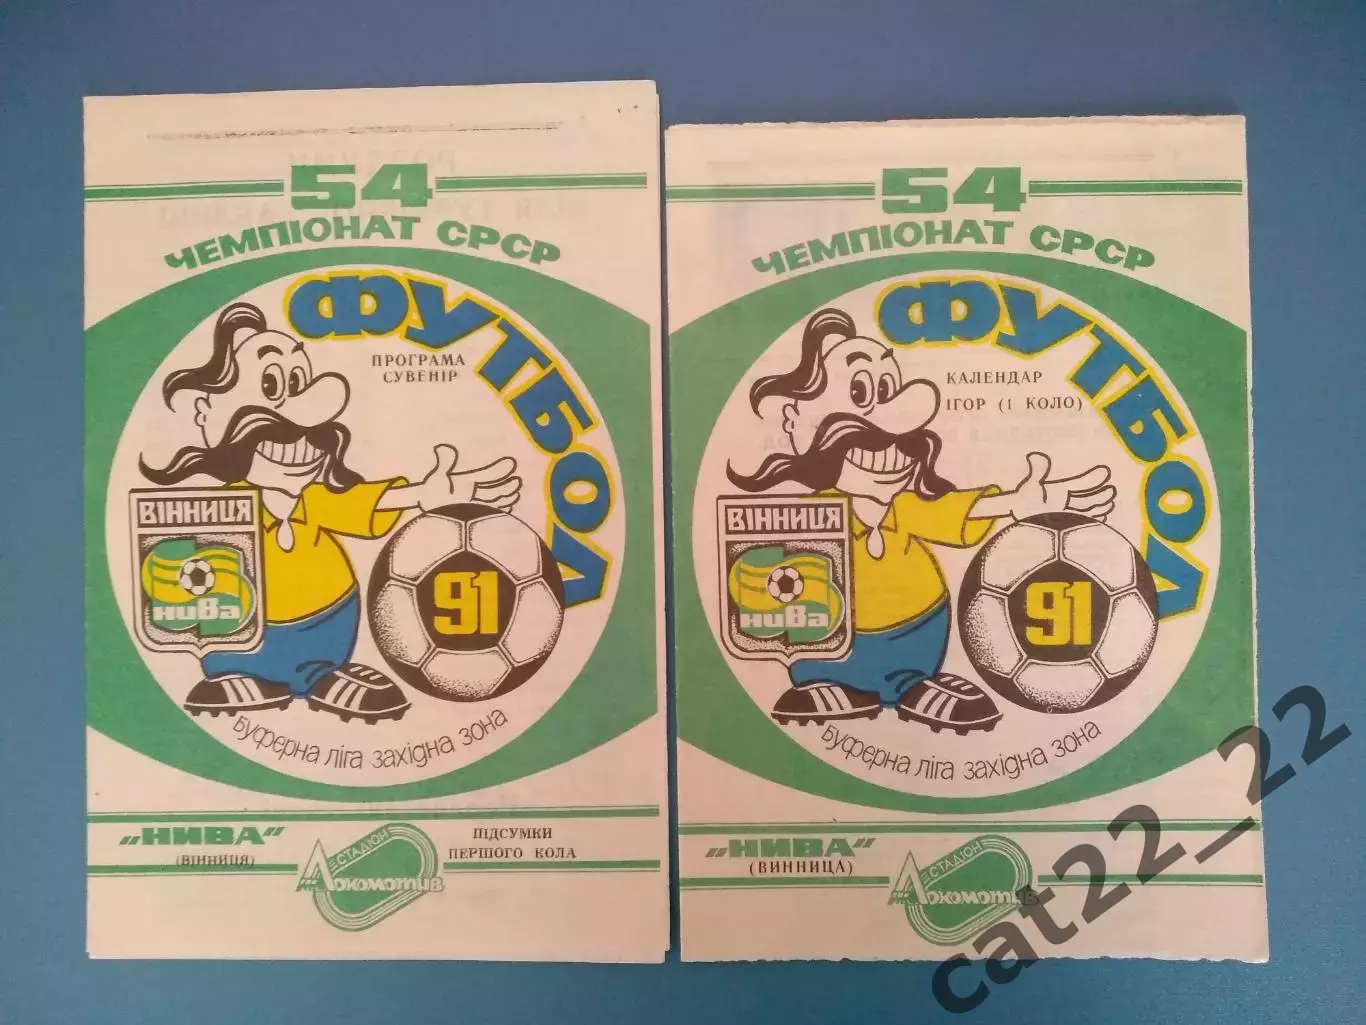 54
ЧЕМПІОНАТ СРСР
ФУТБОЛ
ПРОГРАМА
СУВЕНІР
ВІННИЦЯ
НИВА
91
Буферна ліга західна зона
„НИВА"
(ВІННИЦЯ)
СТАДІОН
Локомотив
ПІДСУМКИ
ПЕРШОГО КОЛА
54
ЧЕМПІОНАТ СРСР
ФУТБОЛ
КАЛЕНДАР
ІГОР (І КОЛО)
ВІННИЦЯ
НИВА
91
Буферна ліга західна зона
„НИВА"
(ВИННИЦА)
СТАДІОН
Локомотив
cat22_22